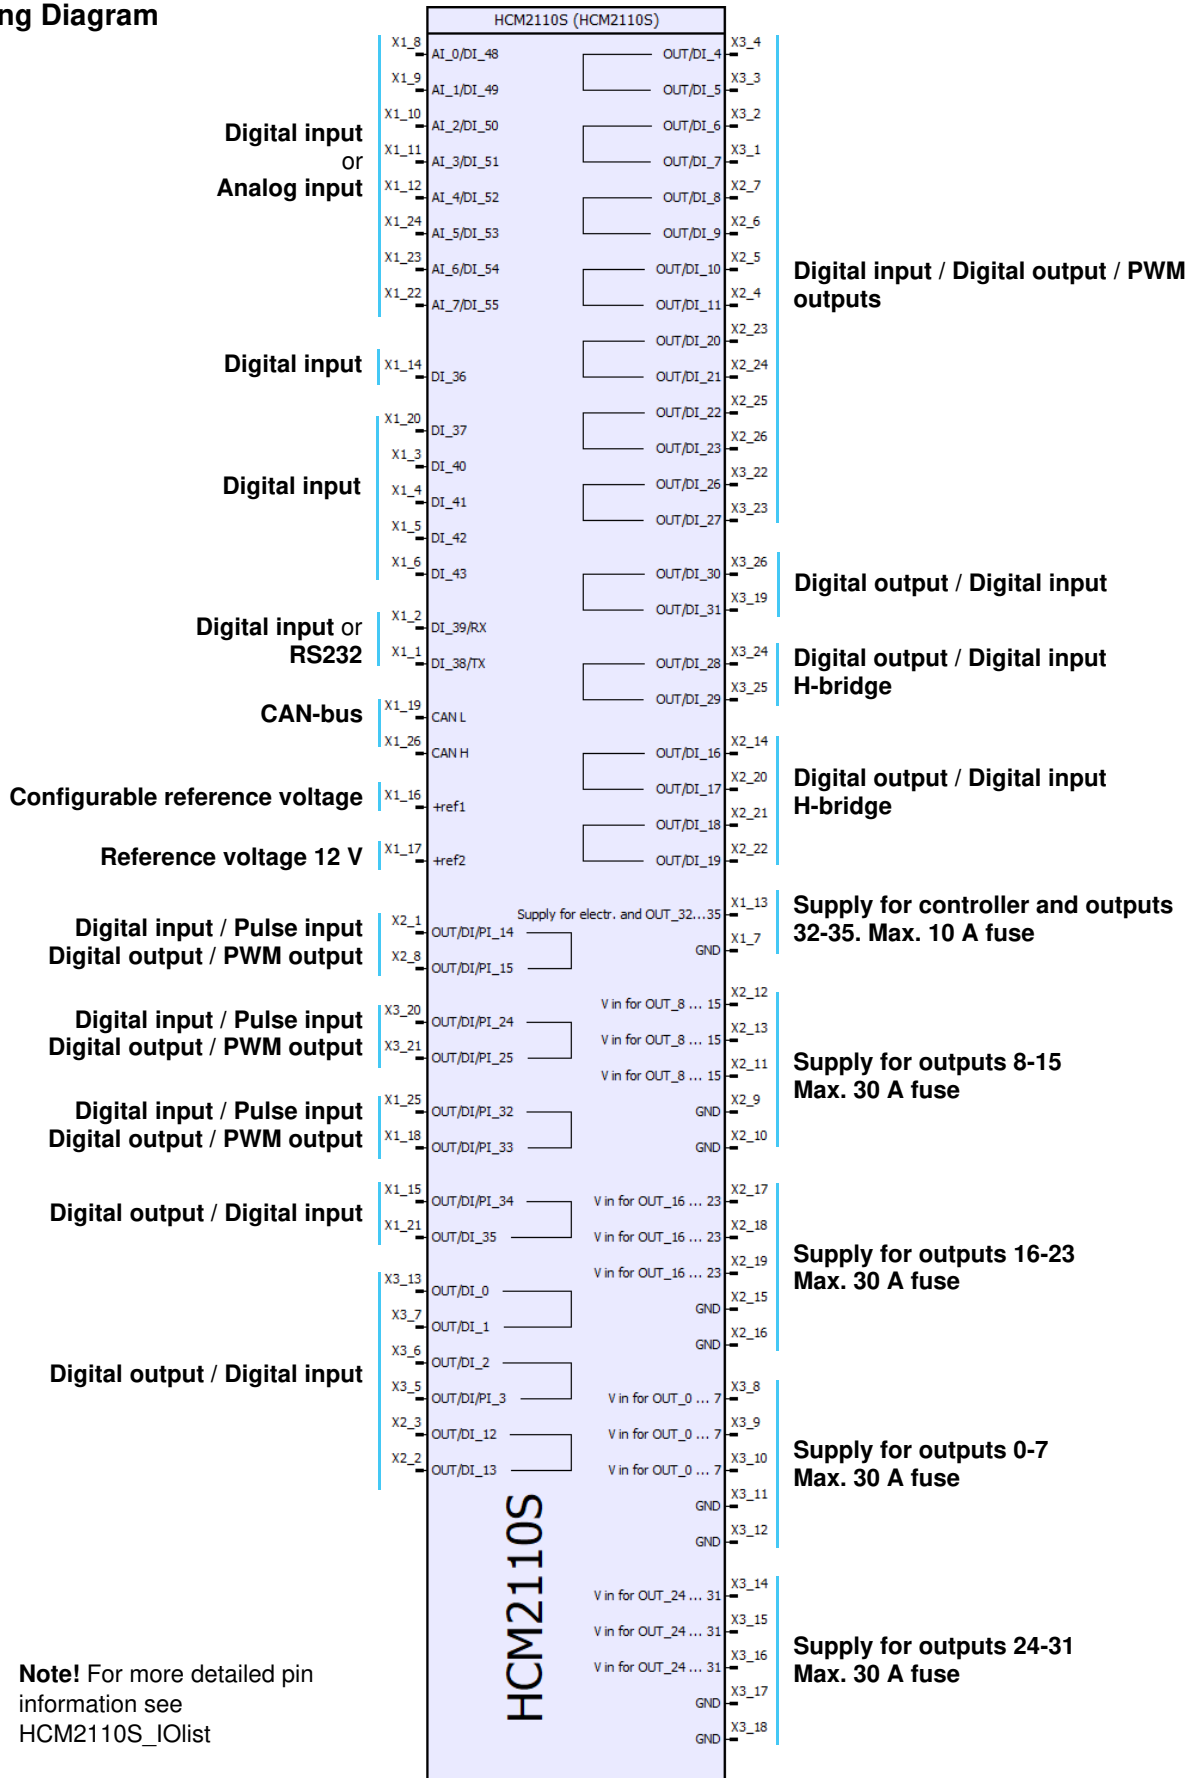 ng Diagram
HCM2110S (HCM2110S)
Digital input
or
Analog input
X1_8 AI_0/DI_48
X1_9 AI_1/DI_49
X1_10 AI_2/DI_50
X1_11 AI_3/DI_51
X1_12 AI_4/DI_52
X1_24 AI_5/DI_53
X1_23 AI_6/DI_54
X1_22 AI_7/DI_55
Digital input
X1_14 DI_36
Digital input
X1_20 DI_37
X1_3 DI_40
X1_4 DI_41
X1_5 DI_42
X1_6 DI_43
Digital input or
RS232
X1_2 DI_39/RX
X1_1 DI_38/TX
CAN-bus
X1_19 CAN L
X1_26 CAN H
Configurable reference voltage
X1_16 +ref1
Reference voltage 12 V
X1_17 +ref2
Digital input / Pulse input
Digital output / PWM output
X2_1 OUT/DI/PI_14
X2_8 OUT/DI/PI_15
Digital input / Pulse input
Digital output / PWM output
X3_20 OUT/DI/PI_24
X3_21 OUT/DI/PI_25
Digital input / Pulse input
Digital output / PWM output
X1_25 OUT/DI/PI_32
X1_18 OUT/DI/PI_33
Digital output / Digital input
X1_15 OUT/DI/PI_34
X1_21 OUT/DI_35
Digital output / Digital input
X3_13 OUT/DI_0
X3_7 OUT/DI_1
X3_6 OUT/DI_2
X3_5 OUT/DI/PI_3
X2_3 OUT/DI_12
X2_2 OUT/DI_13
HCM2110S
OUT/DI_4 X3_4
OUT/DI_5 X3_3
OUT/DI_6 X3_2
OUT/DI_7 X3_1
OUT/DI_8 X2_7
OUT/DI_9 X2_6
OUT/DI_10 X2_5
OUT/DI_11 X2_4
OUT/DI_20 X2_23
OUT/DI_21 X2_24
OUT/DI_22 X2_25
OUT/DI_23 X2_26
OUT/DI_26 X3_22
OUT/DI_27 X3_23
Digital input / Digital output / PWM
outputs
OUT/DI_30 X3_26
OUT/DI_31 X3_19
Digital output / Digital input
OUT/DI_28 X3_24
OUT/DI_29 X3_25
Digital output / Digital input
H-bridge
OUT/DI_16 X2_14
OUT/DI_17 X2_20
OUT/DI_18 X2_21
OUT/DI_19 X2_22
Digital output / Digital input
H-bridge
Supply for electr. and OUT_32...35 X1_13
GND X1_7
Supply for controller and outputs
32-35. Max. 10 A fuse
V in for OUT_8 ... 15 X2_12
V in for OUT_8 ... 15 X2_13
V in for OUT_8 ... 15 X2_11
GND X2_9
GND X2_10
Supply for outputs 8-15
Max. 30 A fuse
V in for OUT_16 ... 23 X2_17
V in for OUT_16 ... 23 X2_18
V in for OUT_16 ... 23 X2_19
GND X2_15
GND X2_16
Supply for outputs 16-23
Max. 30 A fuse
V in for OUT_0 ... 7 X3_8
V in for OUT_0 ... 7 X3_9
V in for OUT_0 ... 7 X3_10
GND X3_11
GND X3_12
Supply for outputs 0-7
Max. 30 A fuse
V in for OUT_24 ... 31 X3_14
V in for OUT_24 ... 31 X3_15
V in for OUT_24 ... 31 X3_16
GND X3_17
GND X3_18
Supply for outputs 24-31
Max. 30 A fuse
Note! For more detailed pin
information see
HCM2110S_IOlist